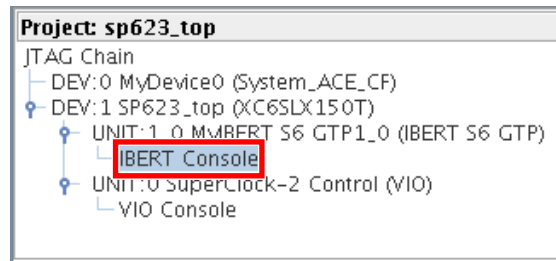 Project: sp623_top
JTAG Chain
DEV:0 MyDevice0 (System_ACE_CF)
DEV:1 SP623_top (XC6SLX150T)
UNIT:1_0 MyIBERT S6 GTP1_0 (IBERT S6 GTP)
IBERT Console
UNIT:0 SuperClock-2 Control (VIO)
VIO Console